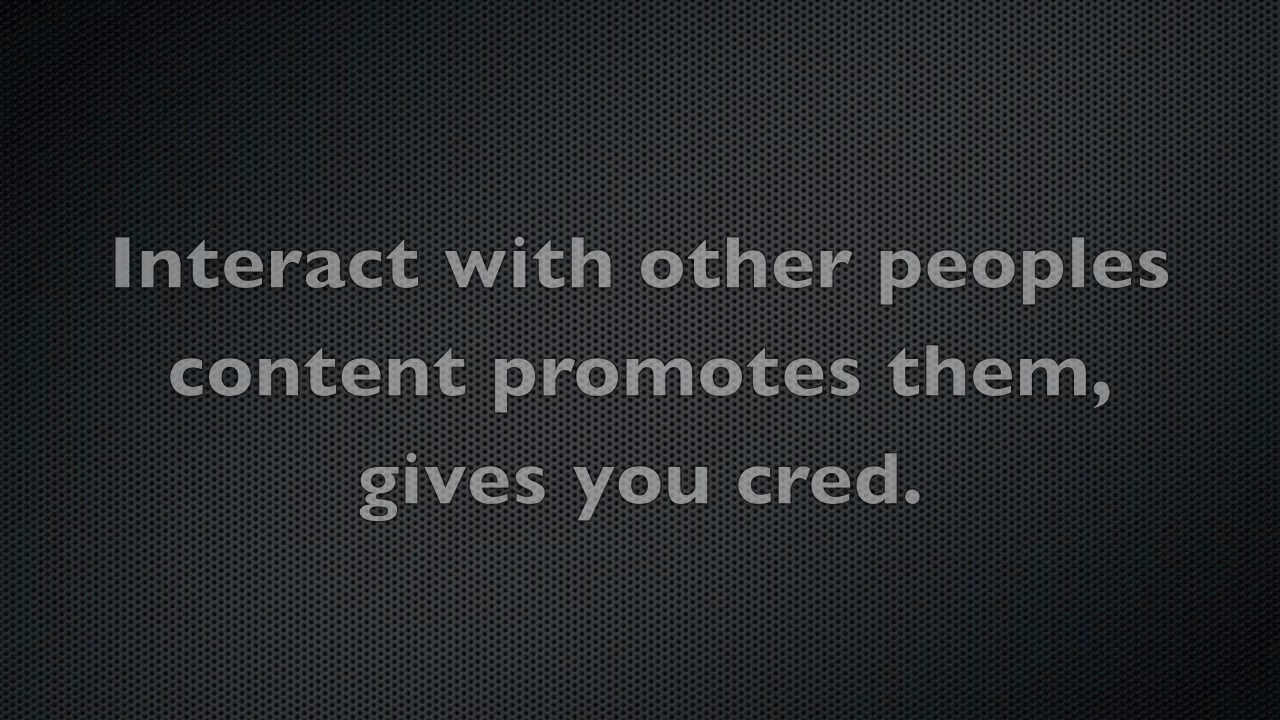 Interact with other peoples
content promotes them,
gives you cred.